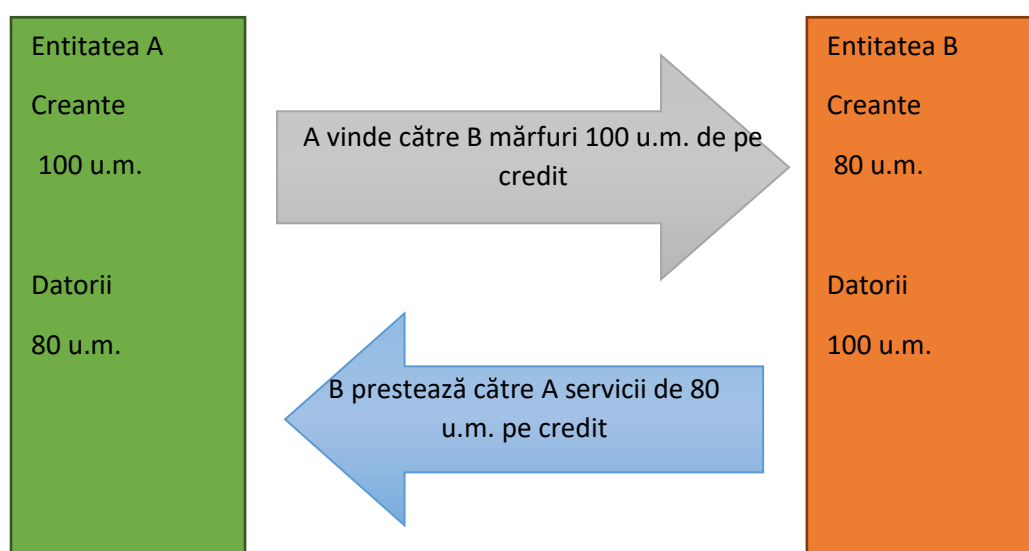 Entitatea A
Creante
100 u.m.
Datorii
80 u.m.
A vinde către B mărfuri 100 u.m. de pe
credit
B prestează către A servicii de 80
u.m. pe credit
Entitatea B
Creante
80 u.m.
Datorii
100 u.m.